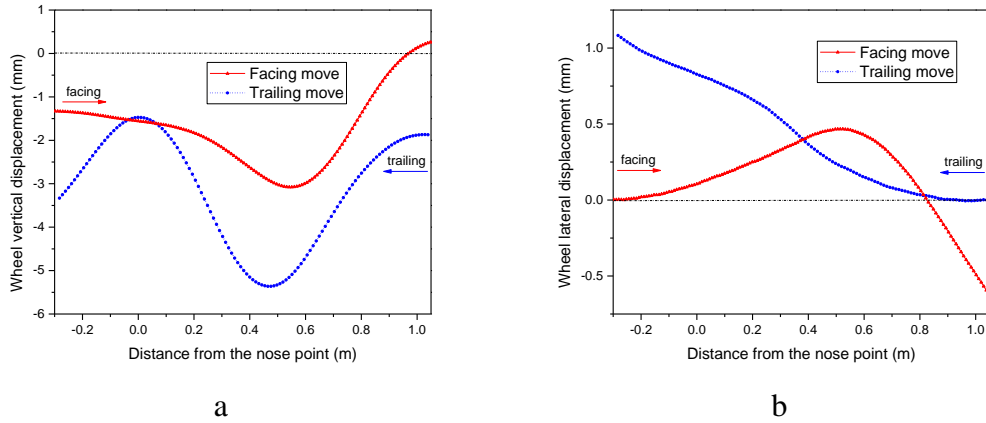 1
0
-1
-2
-3
-4
-5
-6
Wheel vertical displacement (mm)
Facing move
Trailing move
facing
trailing
-0.2 0.0 0.2 0.4 0.6 0.8 1.0
Distance from the nose point (m)
a
1.0
0.5
0.0
-0.5
Wheel lateral displacement (mm)
Facing move
Trailing move
facing
trailing
-0.2 0.0 0.2 0.4 0.6 0.8 1.0
Distance from the nose point (m)
b